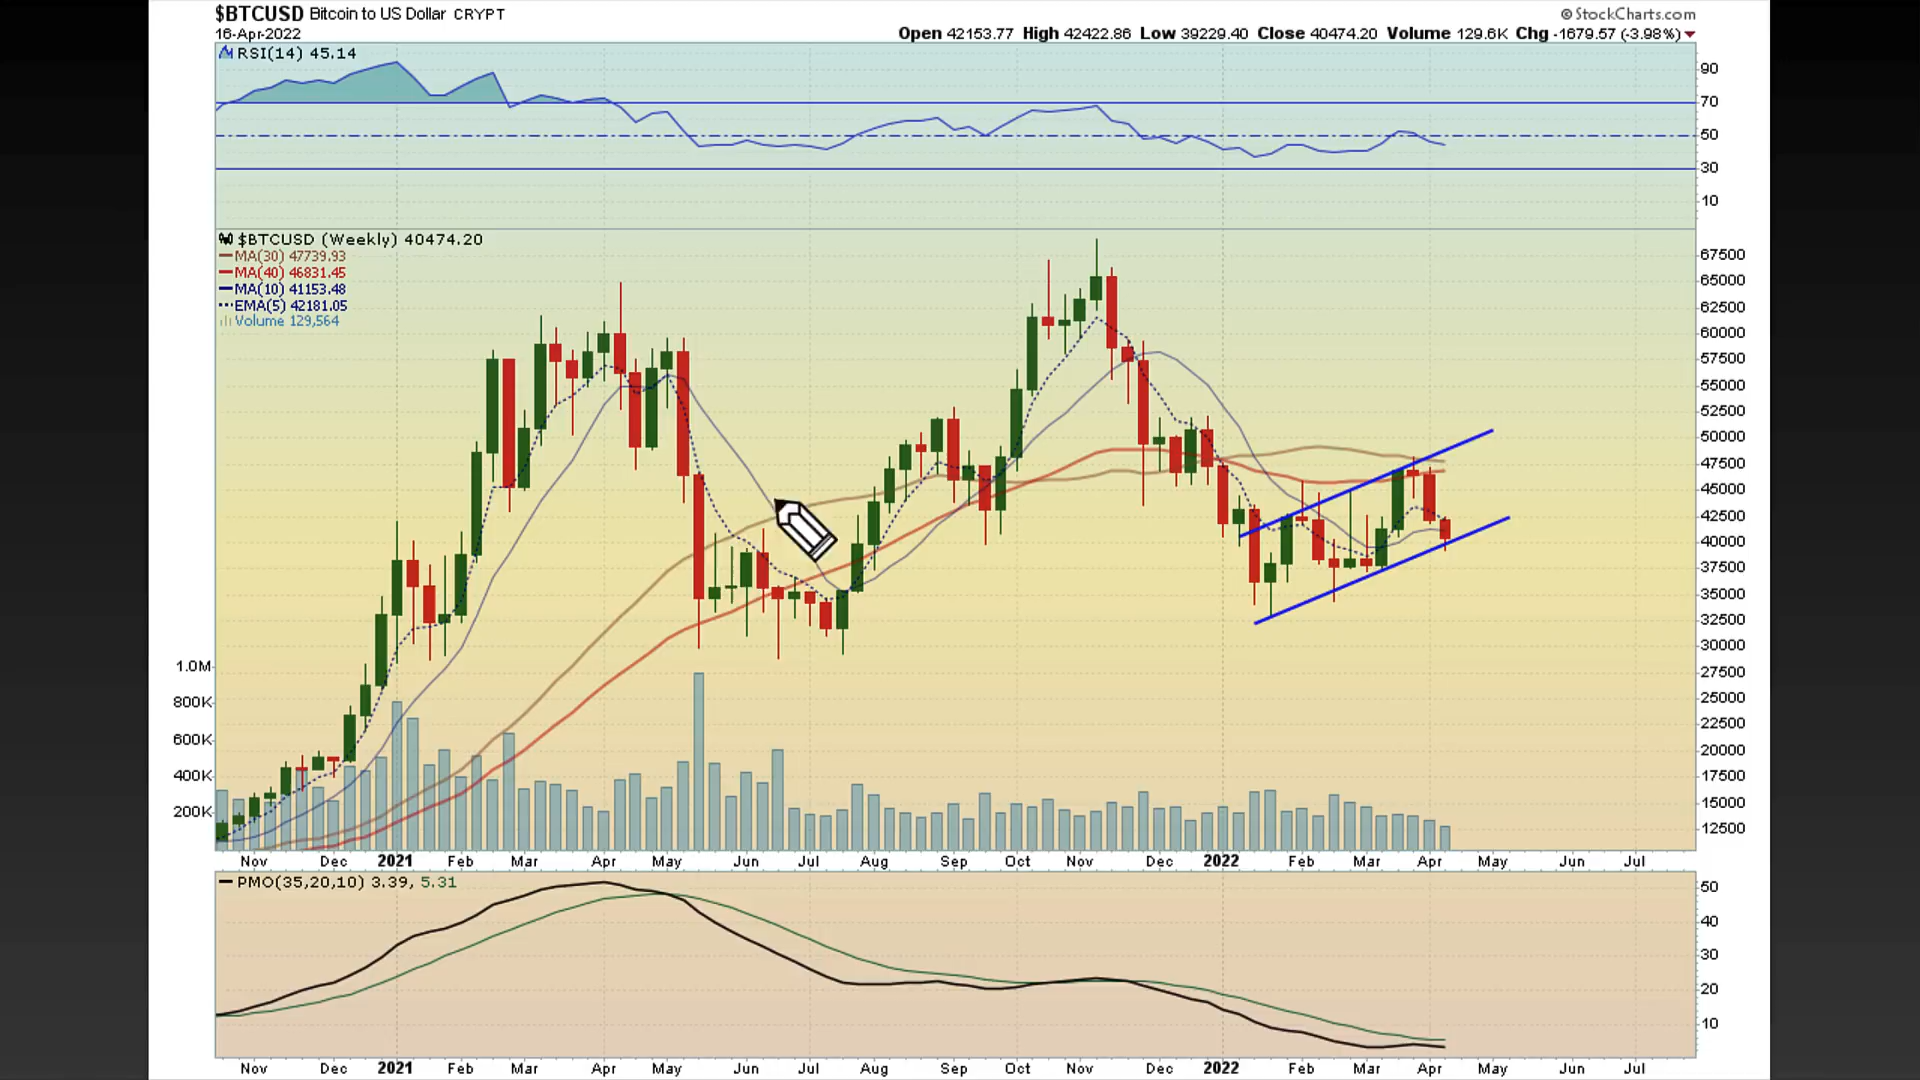 $BTCUSD Bitcoin to US Dollar CRYPT
© StockCharts.com
16-Apr-2022
Open 42153.77 High 42422.86 Low 39229.40 Close 40474.20 Volume 129.6K Chg -1679.57 (-3.98%)
RSI(14) 45.14
90
70
50
30
10
$BTCUSD (Weekly) 40474.20
MA(30) 47739.93
MA(40) 46831.45
MA(10) 41153.48
EMA(5) 42181.05
Volume 129,564
67500
65000
62500
60000
57500
55000
52500
50000
47500
45000
42500
40000
37500
35000
32500
30000
27500
25000
22500
20000
17500
15000
12500
1.0M
800K
600K
400K
200K
Nov Dec 2021 Feb Mar Apr May Jun Jul Aug Sep Oct Nov Dec 2022 Feb Mar Apr May Jun Jul
PMO(35,20,10) 3.39, 5.31
50
40
30
20
10
Nov Dec 2021 Feb Mar Apr May Jun Jul Aug Sep Oct Nov Dec 2022 Feb Mar Apr May Jun Jul